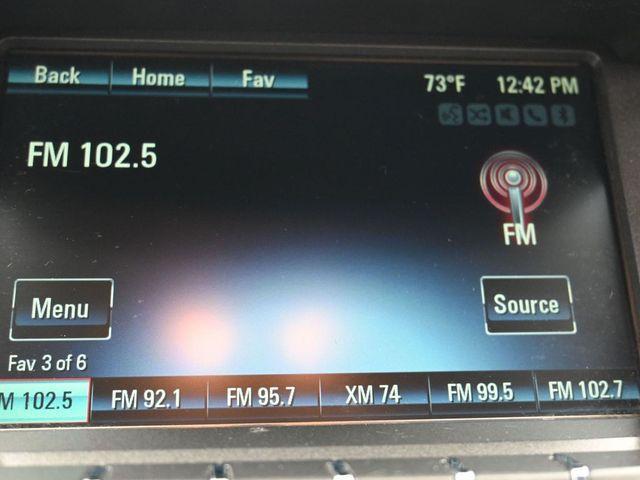 Back Home Fav 73°F 12:42 PM
FM 102.5
FM
Menu Source
Fav 3 of 6
M 102.5 FM 92.1 FM 95.7 XM 74 FM 99.5 FM 102.7